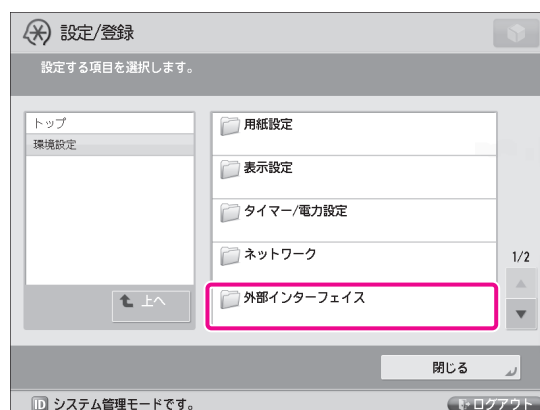 設定/登録
設定する項目を選択します。
トップ
環境設定
上へ
用紙設定
表示設定
タイマー/電力設定
ネットワーク
外部インターフェイス
1/2
閉じる
ID システム管理モードです。
ログアウト